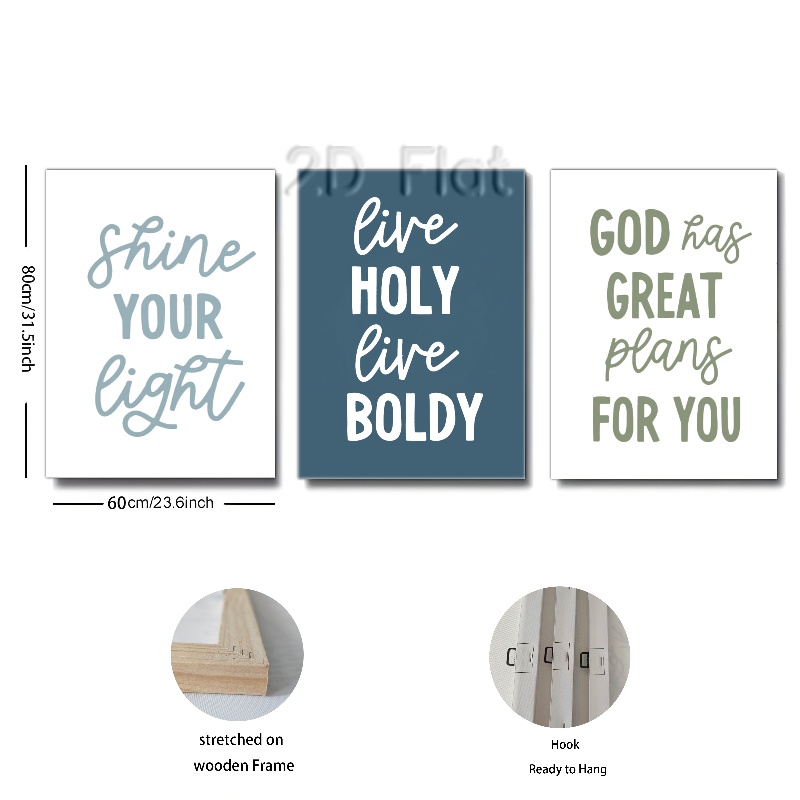 2D Flat
shine
YOUR
light
live
HOLY
live
BOLDY
GOD has
GREAT
plans
FOR YOU
80cm/31.5inch
60cm/23.6inch
stretched on
wooden Frame
Hook
Ready to Hang